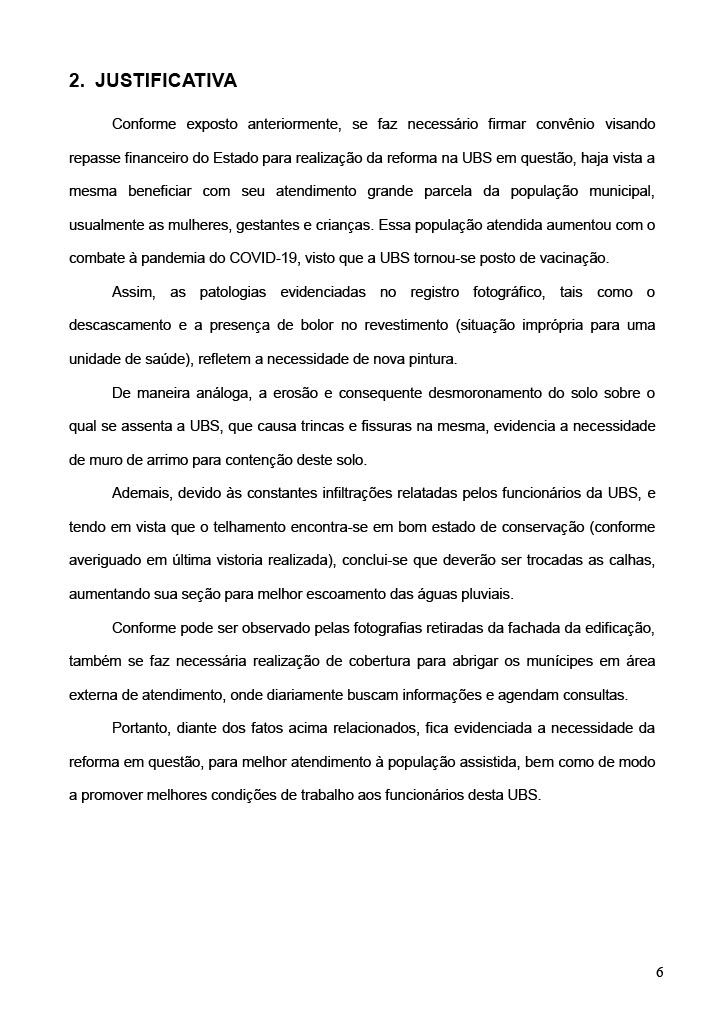 2. JUSTIFICATIVA
Conforme exposto anteriormente, se faz necessário firmar convênio visando
repasse financeiro do Estado para realização da reforma na UBS em questão, haja vista a
mesma beneficiar com seu atendimento grande parcela da população municipal,
usualmente as mulheres, gestantes e crianças. Essa população atendida aumentou com o
combate à pandemia do COVID-19, visto que a UBS tornou-se posto de vacinação.
Assim, as patologias evidenciadas no registro fotográfico, tais como o
descascamento e a presença de bolor no revestimento (situação imprópria para uma
unidade de saúde), refletem a necessidade de nova pintura.
De maneira análoga, a erosão e consequente desmoronamento do solo sobre o
qual se assenta a UBS, que causa trincas e fissuras na mesma, evidencia a necessidade
de muro de arrimo para contenção deste solo.
Ademais, devido às constantes infiltrações relatadas pelos funcionários da UBS, e
tendo em vista que o telhamento encontra-se em bom estado de conservação (conforme
averiguado em última vistoria realizada), conclui-se que deverão ser trocadas as calhas,
aumentando sua seção para melhor escoamento das águas pluviais.
Conforme pode ser observado pelas fotografias retiradas da fachada da edificação,
também se faz necessária realização de cobertura para abrigar os munícipes em área
externa de atendimento, onde diariamente buscam informações e agendam consultas.
Portanto, diante dos fatos acima relacionados, fica evidenciada a necessidade da
reforma em questão, para melhor atendimento à população assistida, bem como de modo
a promover melhores condições de trabalho aos funcionários desta UBS.
6